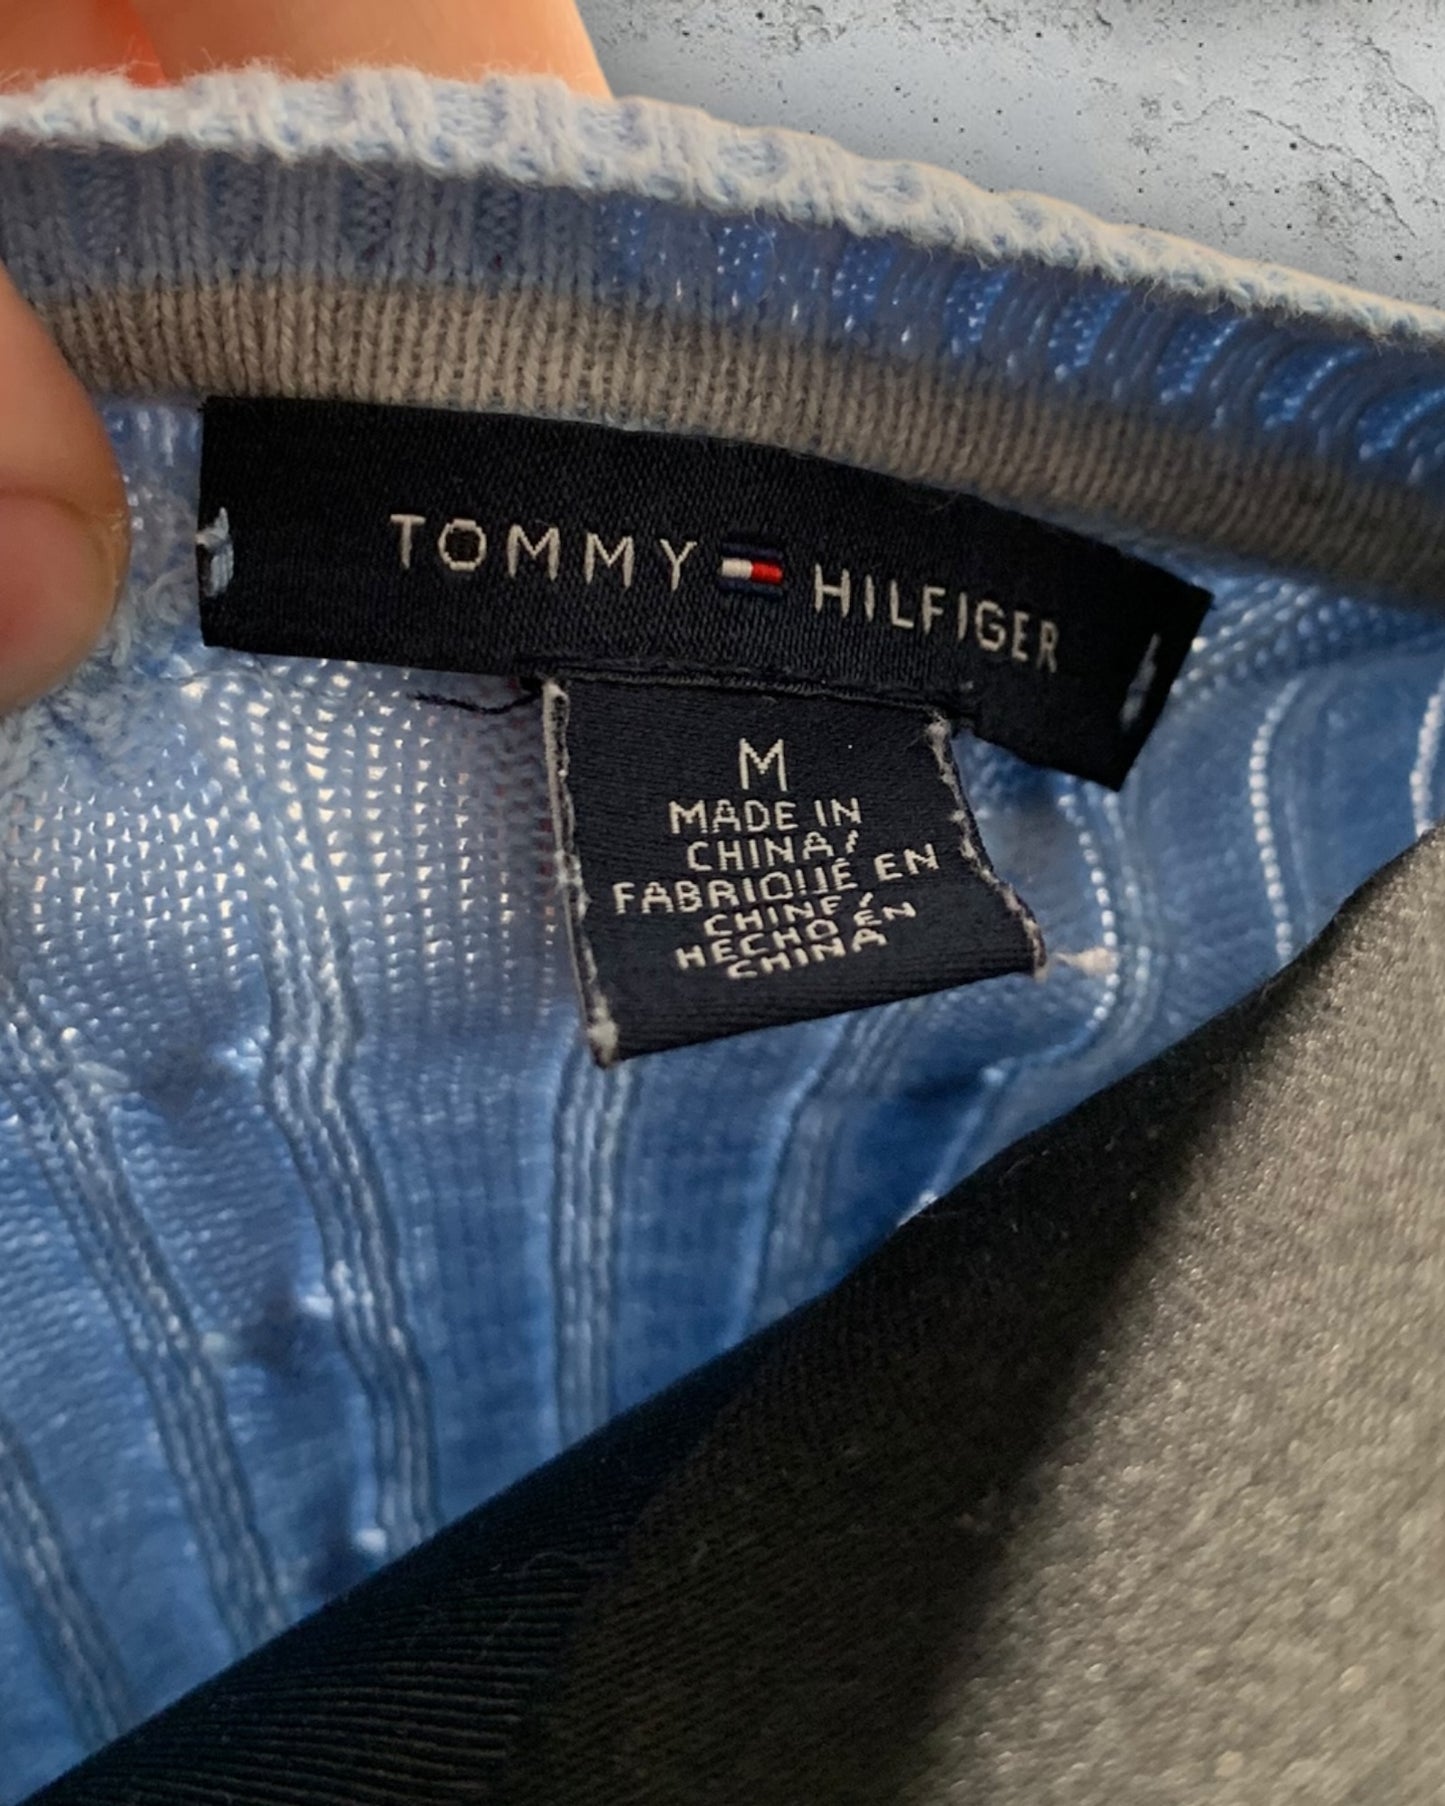 TOMMY HILFIGER
M
MADE IN
CHINA/
FABRIQUÉ EN
CHINE/
HECHO EN
CHINA